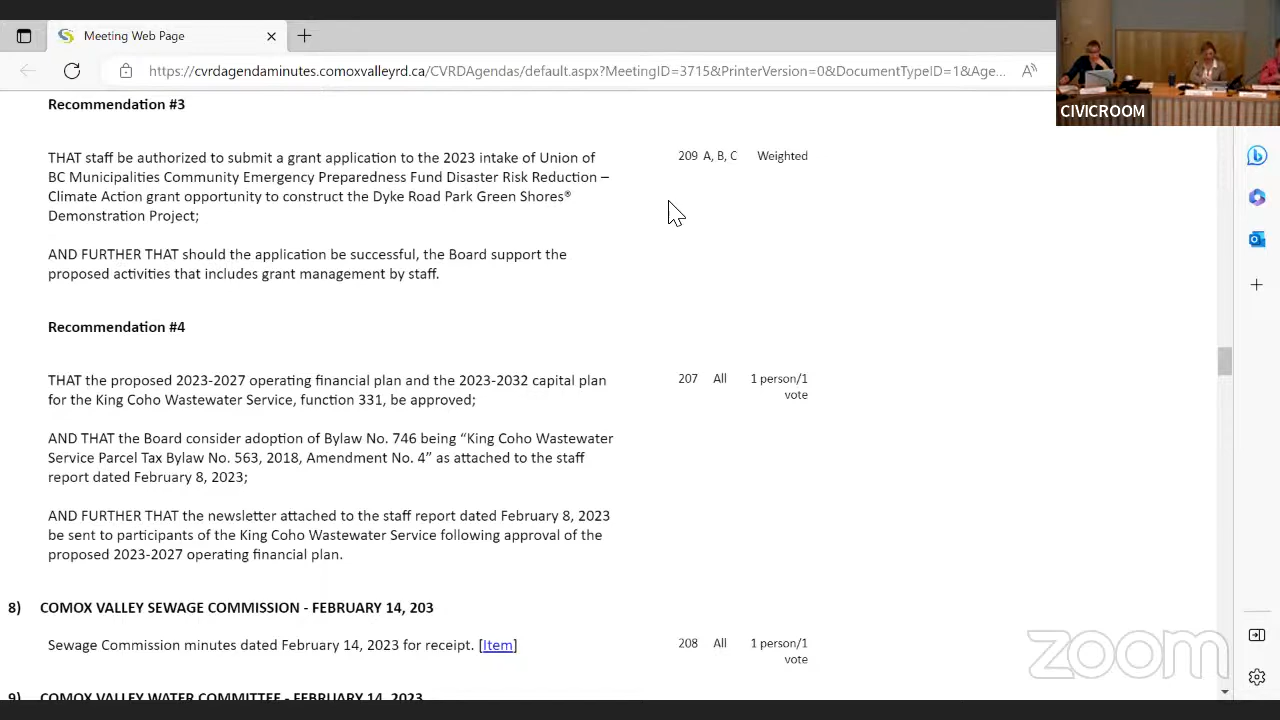 Meeting Web Page
https://cvrdagendaminutes.comoxvalleyrd.ca/CVRDAgendas/default.aspx?MeetingID=3715&PrinterVersion=0&DocumentTypeID=1&Age...
CIVICROOM
Recommendation #3
THAT staff be authorized to submit a grant application to the 2023 intake of Union of 209 A, B, C Weighted
BC Municipalities Community Emergency Preparedness Fund Disaster Risk Reduction –
Climate Action grant opportunity to construct the Dyke Road Park Green Shores®
Demonstration Project;
AND FURTHER THAT should the application be successful, the Board support the
proposed activities that includes grant management by staff.
Recommendation #4
THAT the proposed 2023-2027 operating financial plan and the 2023-2032 capital plan 207 All 1 person/1
for the King Coho Wastewater Service, function 331, be approved; vote
AND THAT the Board consider adoption of Bylaw No. 746 being “King Coho Wastewater
Service Parcel Tax Bylaw No. 563, 2018, Amendment No. 4” as attached to the staff
report dated February 8, 2023;
AND FURTHER THAT the newsletter attached to the staff report dated February 8, 2023
be sent to participants of the King Coho Wastewater Service following approval of the
proposed 2023-2027 operating financial plan.
8) COMOX VALLEY SEWAGE COMMISSION - FEBRUARY 14, 203
Sewage Commission minutes dated February 14, 2023 for receipt. [Item] 208 All 1 person/1
vote
9) COMOX VALLEY WATER COMMITTEE - FEBRUARY 14, 2023
zoom